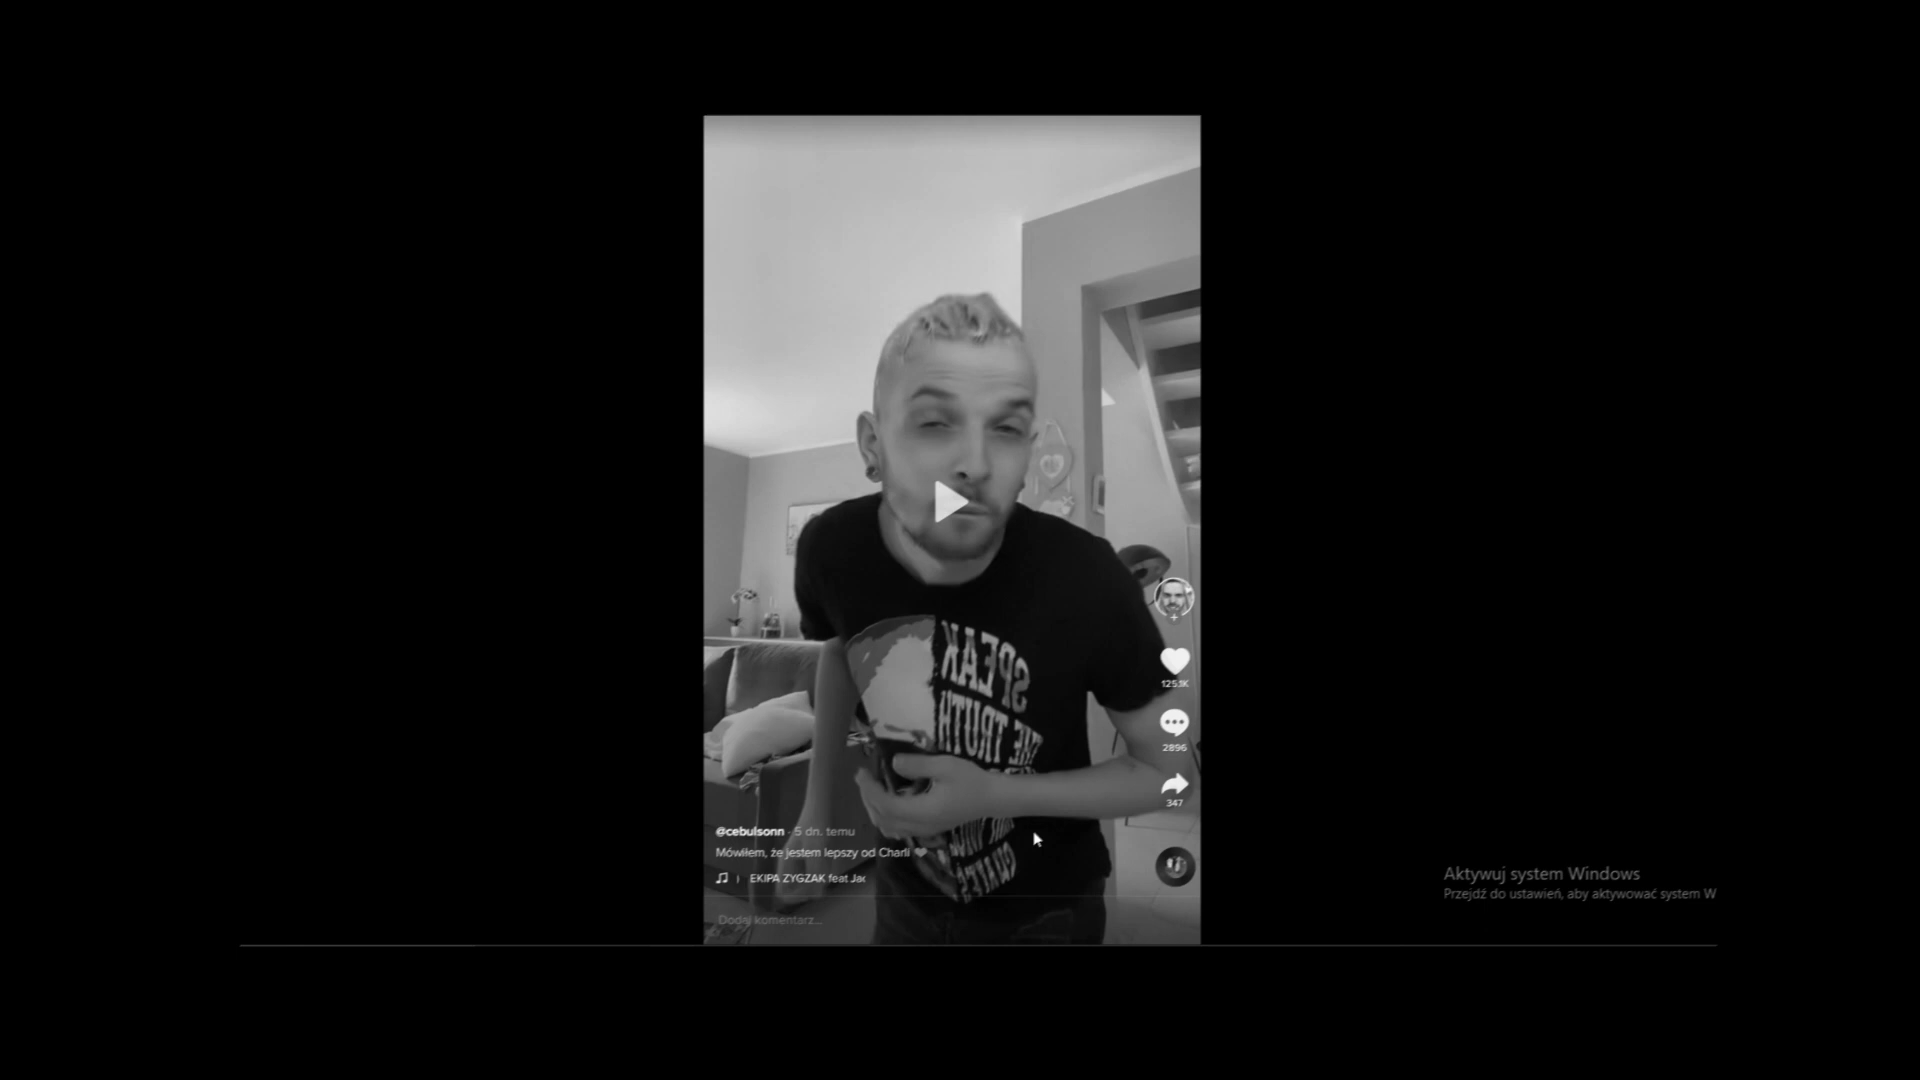 SPEAK
THE TRUTH
125.1K
2896
347
@cebulsonn · 5 dn. temu
Mówiłem, że jestem lepszy od Charli
EKIPA ZYGZAK feat Jac
Dodaj komentarz...
Aktywuj system Windows
Przejdź do ustawień, aby aktywować system W